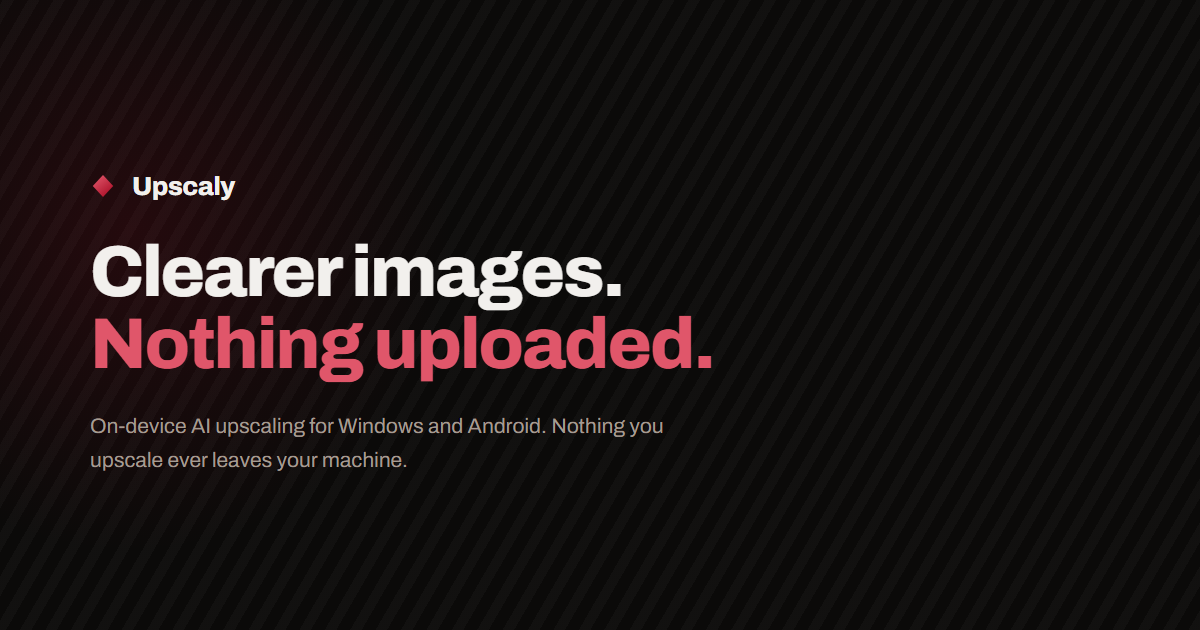 Upscaly
Clearer images.
Nothing uploaded.
On-device AI upscaling for Windows and Android. Nothing you
upscale ever leaves your machine.